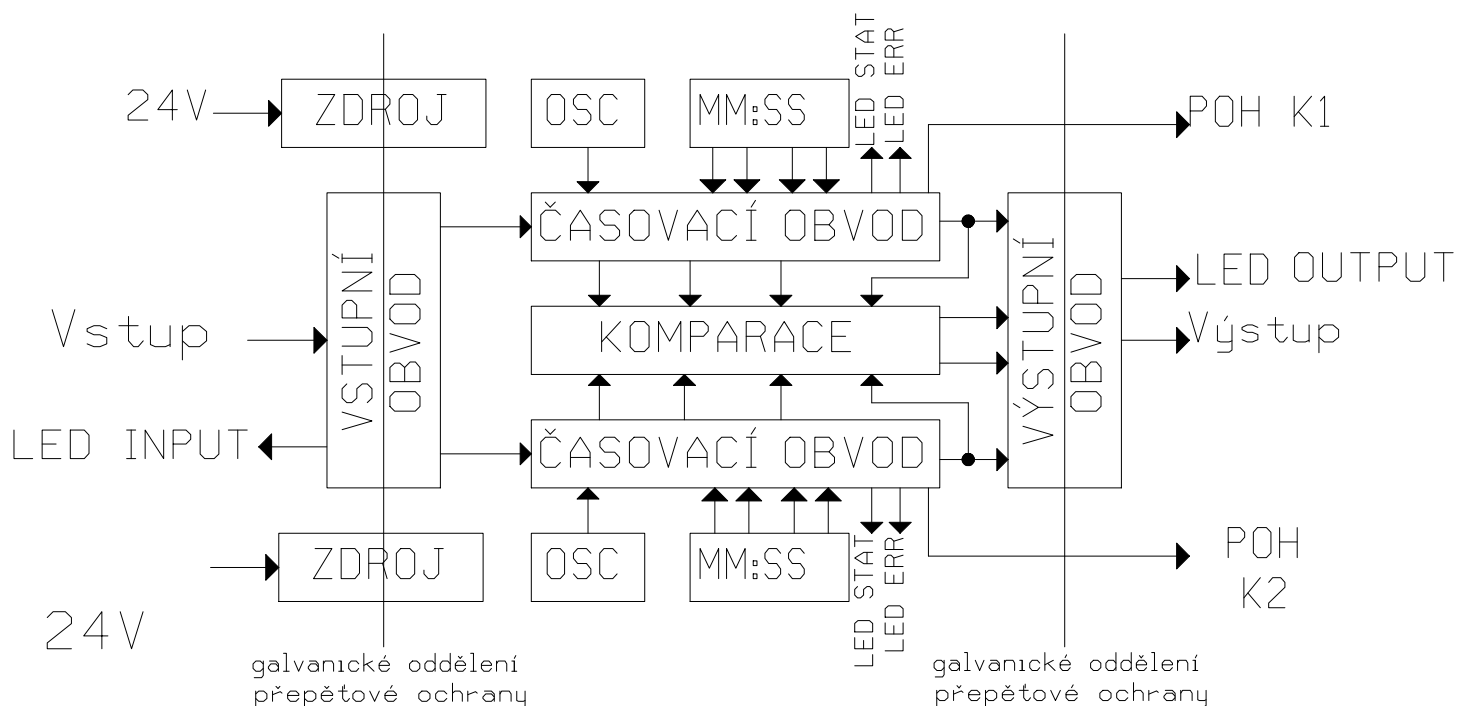 24V
ZDROJ
OSC
MM:SS
LED STAT
LED ERR
POH K1
VSTUPNÍ
OBVOD
ČASOVACÍ OBVOD
VÝSTUPNÍ
OBVOD
LED OUTPUT
Vstup
KOMPARACE
Výstup
LED INPUT
ČASOVACÍ OBVOD
24V
ZDROJ
OSC
MM:SS
LED STAT
LED ERR
POH
K2
galvanické oddělení
přepěťové ochrany
galvanické oddělení
přepěťové ochrany